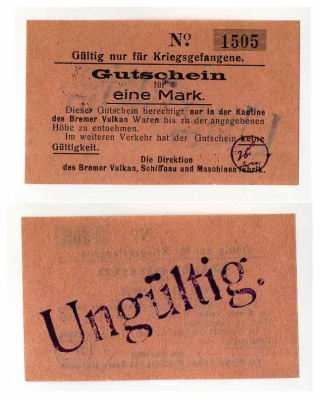 No. 1505
Gültig nur für Kriegsgefangene.
Gutschein
für
eine Mark.
Dieser Gutschein berechtigt nur in der Kantine
des Bremer Vulkan Waren bis zu der angegebenen
Höhe zu entnehmen.
Im weiteren Verkehr hat der Gutschein keine
Gültigkeit.
Die Direktion
des Bremer Vulkan, Schiffbau und Maschinenfabrik.
Ungültig.